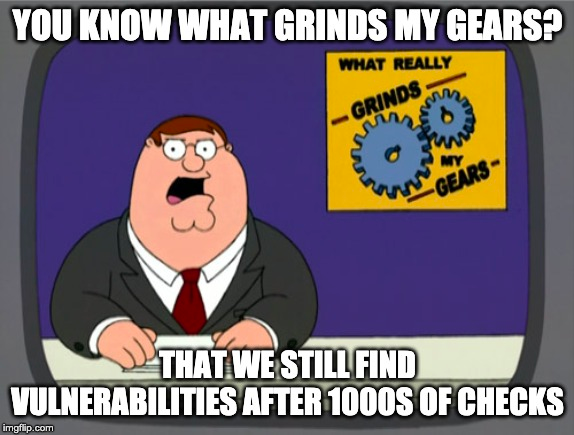 YOU KNOW WHAT GRINDS MY GEARS?
WHAT REALLY
GRINDS
MY
GEARS
THAT WE STILL FIND
VULNERABILITIES AFTER 1000S OF CHECKS
imgflip.com